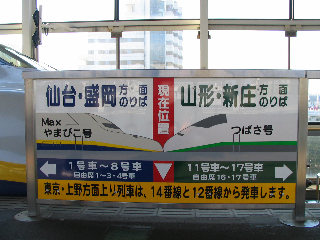 仙台・盛岡 方面のりば
現在位置
山形・新庄 方面のりば
Max
やまびこ号
つばさ号
1号車〜8号車
自由席1〜3・4号車
11号車〜17号車
自由席16・17号車
東京・上野方面上り列車は、14番線と12番線から発車します。